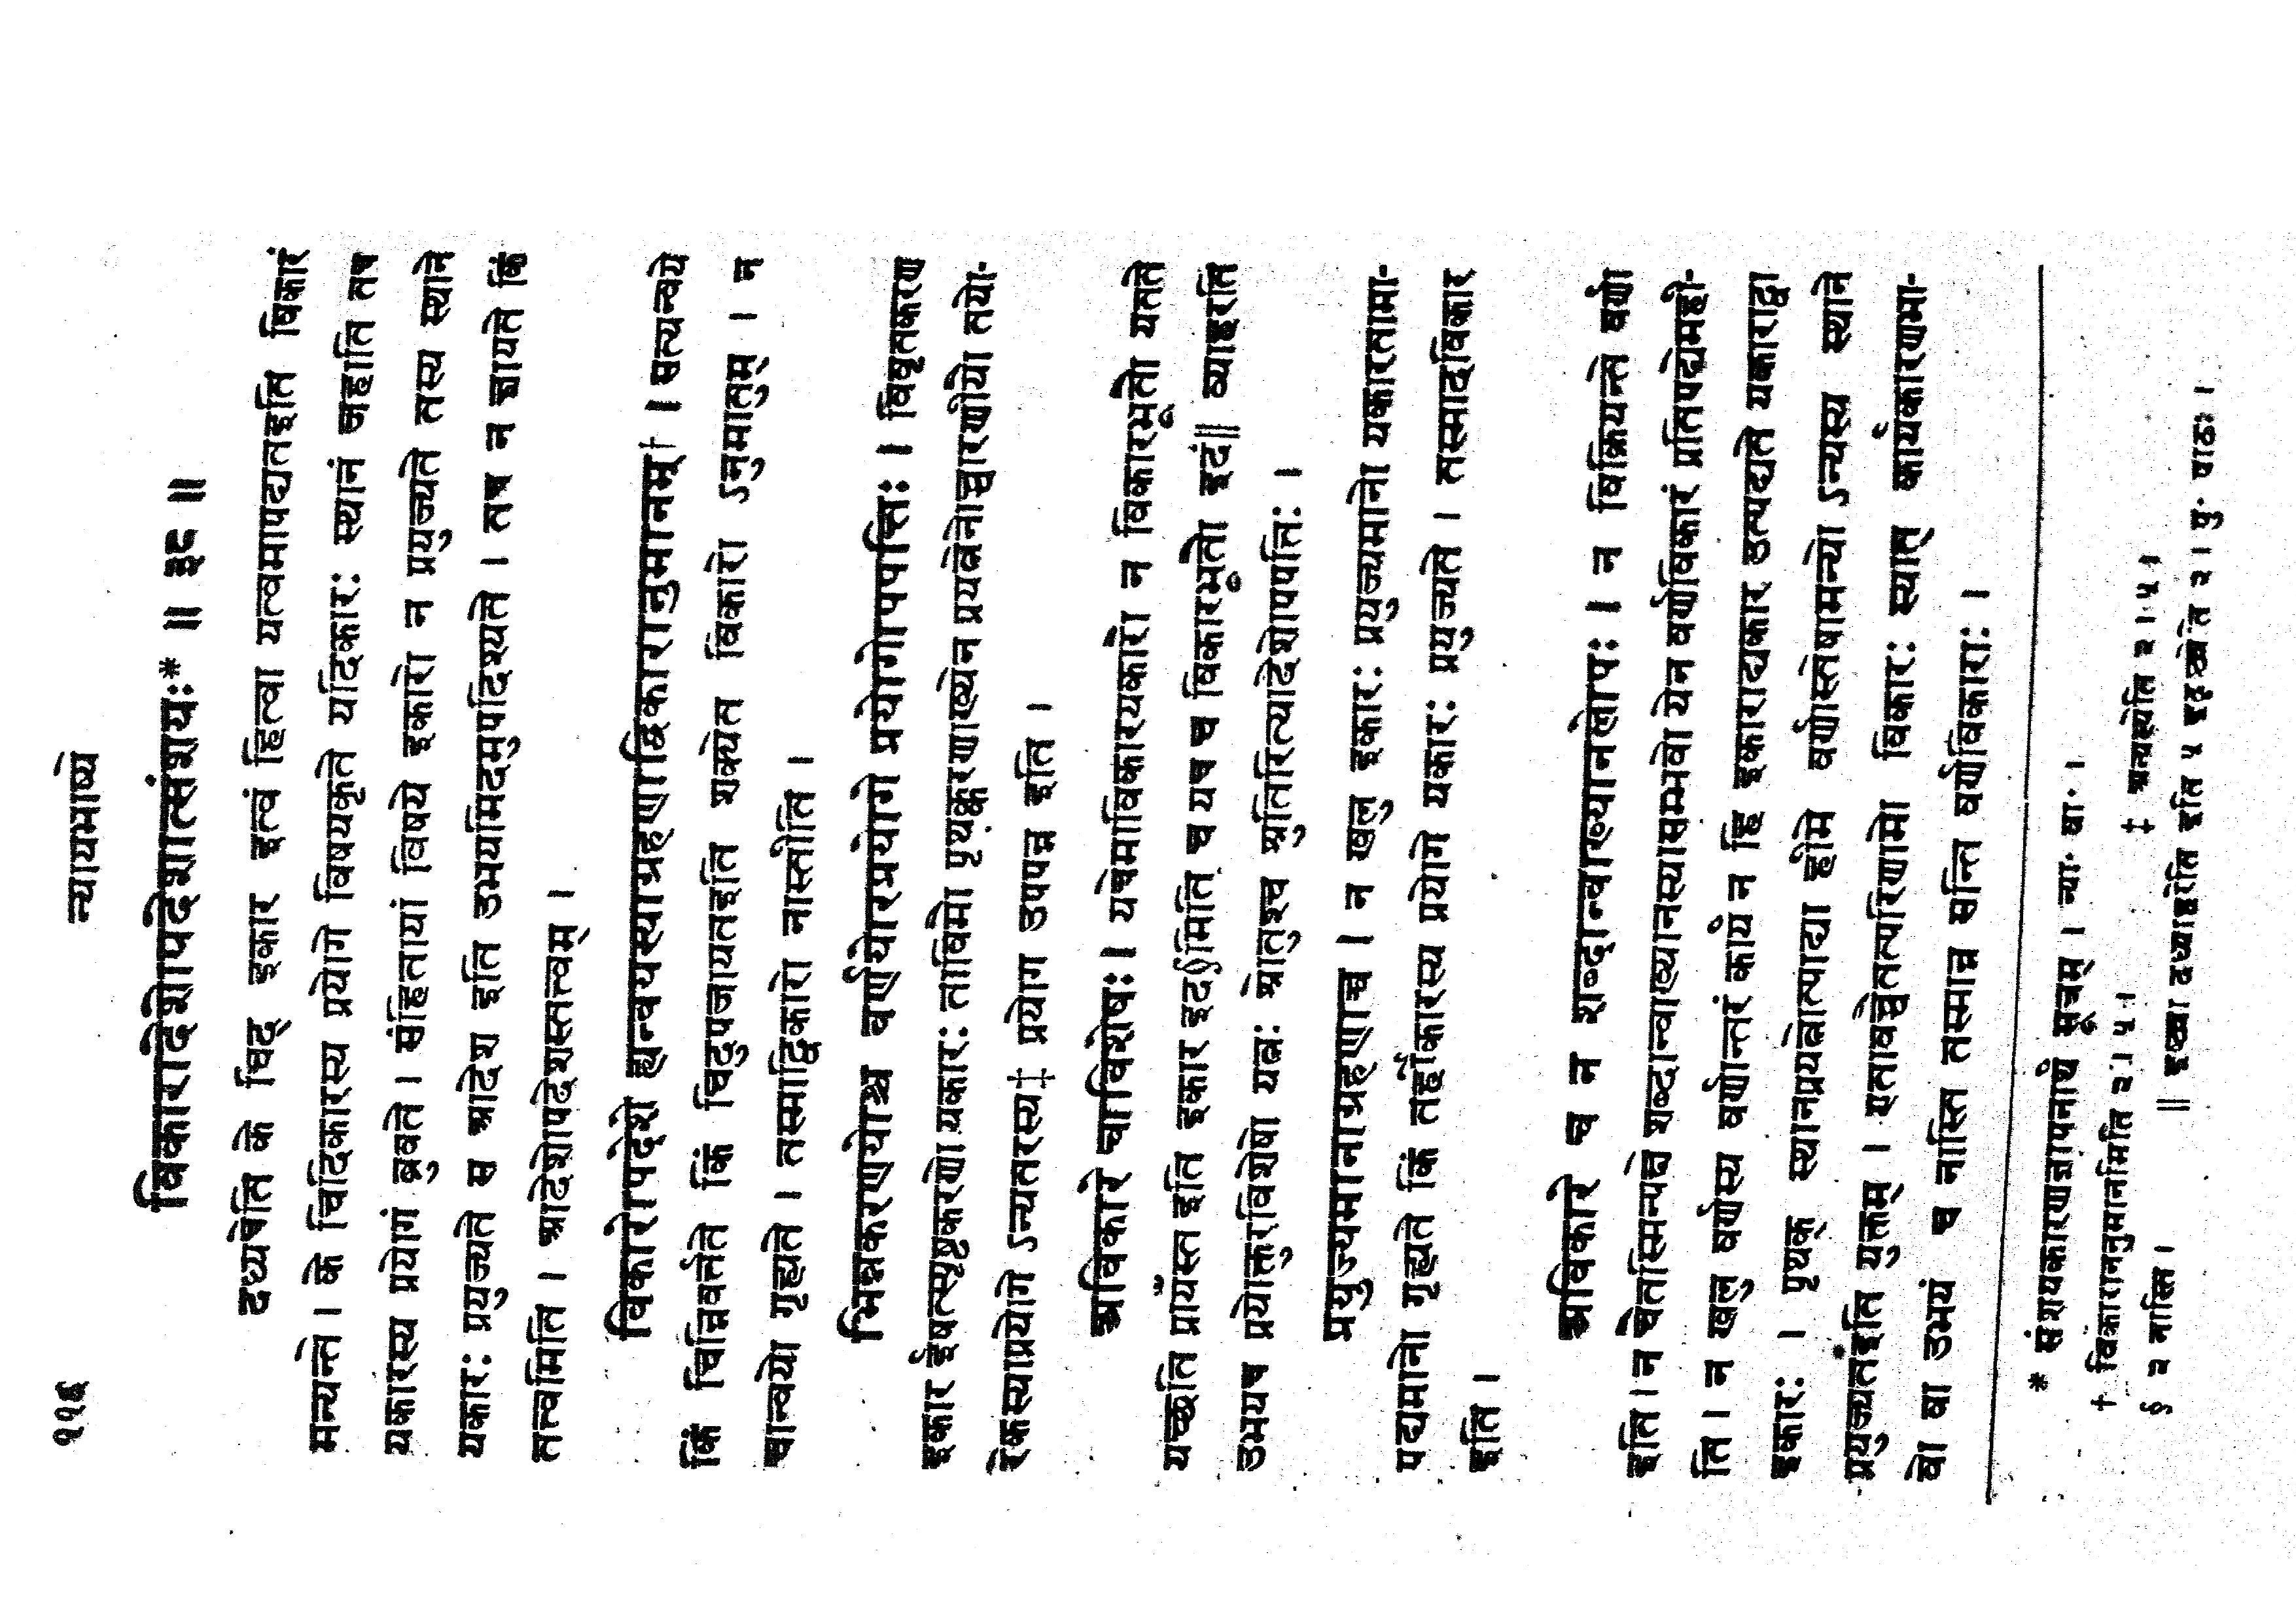 ११६
न्यायभाष्ये
विकारादेशोपदेशात्संशयः* ॥ ३८ ॥
दध्यत्रेति के चिद् इकार इत्वं हित्वा यत्वमापद्यतइति विकारं
मन्यन्ते । के चिदिकारस्य प्रयोगे विषयकृते यदिकारः स्थानं जहाति तत्र
यकारस्य प्रयोगं ब्रुवते । संहितायां विषये इकारो न प्रयुज्यते तस्य स्थाने
यकारः प्रयुज्यते स आदेश इति उभयमिदमुपदिश्यते । तत्र न ज्ञायते किं
तत्त्वमिति । आदेशोपदेशस्तत्त्वम् ।
विकारोपदेशे ह्यन्वयस्याग्रहणाद्विकारानुमानम्† । सत्यन्वये
किं चिन्निवर्त्तते किं चिदुपजायतइति शक्येत विकारो ऽनुमातुम् । न
चान्वयो गृह्यते । तस्माद्विकारो नास्तीति ।
भिन्नकरणयोश्च वर्णयोरप्रयोगे प्रयोगोपपत्तिः । विवृतकरण
इकार ईषत्स्पृष्टकरणो यकारः ताविमौ पृथक्करणाख्येन प्रयत्नेनोच्चारणीयौ तयो-
रेकस्याप्रयोगे ऽन्यतरस्य‡ प्रयोग उपपन्न इति ।
अविकारे चाविशेषः । यत्रेमाविकारयकारौ न विकारभूतौ यतते
यच्छति प्रायँस्त इति इकार इद§मिति च यत्र च विकारभूतौ इदं|| व्याहरति
उभयत्र प्रयोक्तुरविशेषो यत्नः श्रोतुश्च श्रुतिरित्यादेशोपपत्तिः ।
प्रयुज्यमानाग्रहणाच्च । न खलु इकारः प्रयुज्यमानो यकारतामा-
पद्यमानो गृह्यते किं तर्हीकारस्य प्रयोगे यकारः प्रयुज्यते । तस्मादविकार
इति ।
अविकारे च न शब्दान्वाख्यानलोपः । न विक्रियन्ते वर्णा
इति । न चैतस्मिन्पक्षे शब्दान्वाख्यानस्यासम्भवो येन वर्णविकारं प्रतिपद्येमही-
ति । न खलु वर्णस्य वर्णान्तरं कार्यं न हि इकाराद्यकार उत्पद्यते यकाराद्वा
इकारः । पृथक् स्थानप्रयत्नोत्पाद्या हीमे वर्णास्तेषामन्यो ऽन्यस्य स्थाने
प्रयुज्यतइति युक्तम् । एतावच्चैतत्परिणामो विकारः स्यात् कार्यकारणभा-
वो वा उभयं च नास्ति तस्मान्न सन्ति वर्णविकाराः ।
* संशयकारणज्ञापनार्थं सूत्रम् । न्या॰ वा॰ ।
† विकाराननुमानमिति २ । ५ । ‡ अन्यस्येति २ । ५ ।
§ २ नास्ति । || दध्याहरेति इति ५ २ । पु॰ पाठः ।